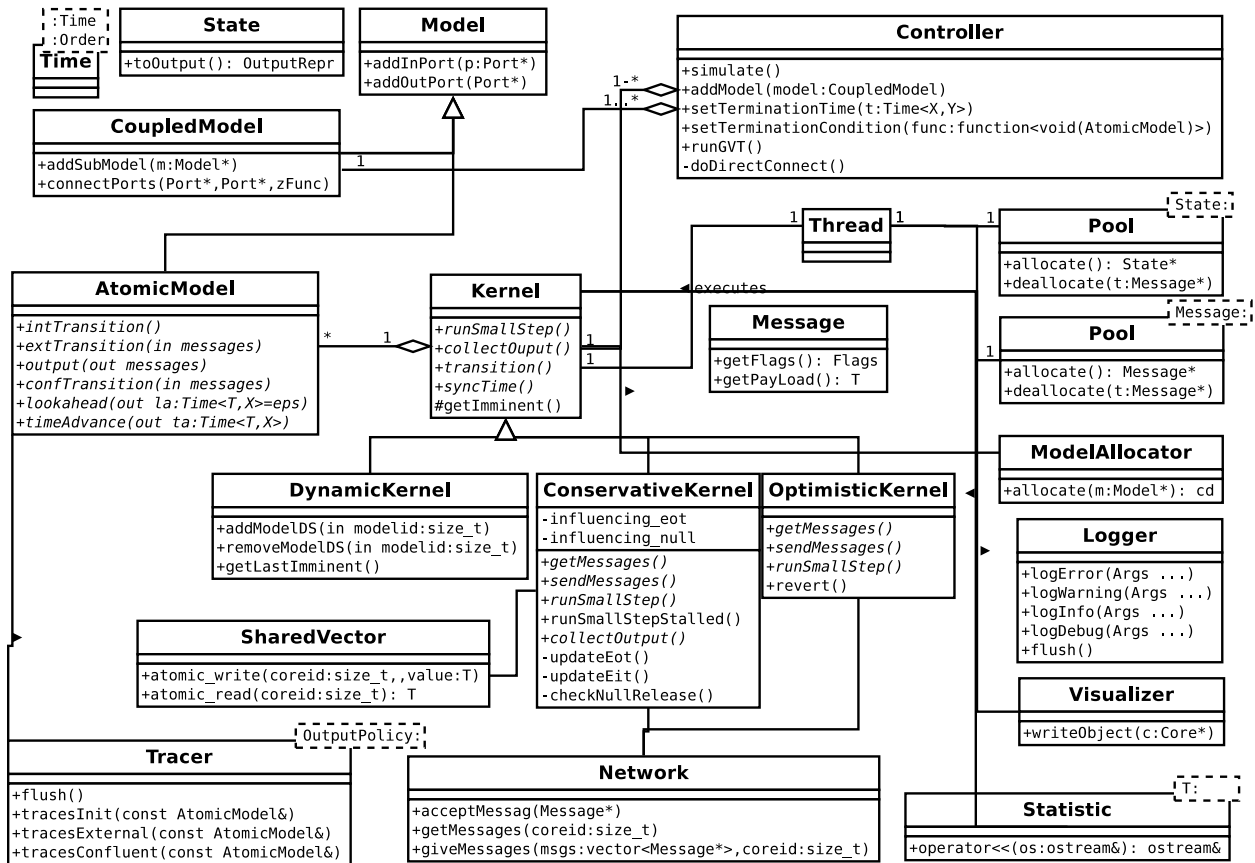 :Time
:Order
Time
State
+toOutput(): OutputRepr
Model
+addInPort(p:Port*)
+addOutPort(Port*)
Controller
+simulate()
+addModel(model:CoupledModel)
+setTerminationTime(t:Time<X,Y>)
+setTerminationCondition(func:function<void(AtomicModel)>)
+runGVT()
-doDirectConnect()
1-*
1..*
CoupledModel
+addSubModel(m:Model*)
+connectPorts(Port*,Port*,zFunc)
1
1
Thread
1
1
State:
Pool
+allocate(): State*
+deallocate(t:Message*)
AtomicModel
+intTransition()
+extTransition(in messages)
+output(out messages)
+confTransition(in messages)
+lookahead(out la:Time<T,X>=eps)
+timeAdvance(out ta:Time<T,X>)
*
1
Kernel
+runSmallStep()
+collectOuput()
+transition()
+syncTime()
#getImminent()
1
1
executes
Message
+getFlags(): Flags
+getPayLoad(): T
Message:
Pool
1
+allocate(): Message*
+deallocate(t:Message*)
ModelAllocator
+allocate(m:Model*): cd
DynamicKernel
+addModelDS(in modelid:size_t)
+removeModelDS(in modelid:size_t)
+getLastImminent()
ConservativeKernel
-influencing_eot
-influencing_null
+getMessages()
+sendMessages()
+runSmallStep()
+runSmallStepStalled()
+collectOutput()
-updateEot()
-updateEit()
-checkNullRelease()
OptimisticKernel
+getMessages()
+sendMessages()
+runSmallStep()
+revert()
Logger
+logError(Args ...)
+logWarning(Args ...)
+logInfo(Args ...)
+logDebug(Args ...)
+flush()
SharedVector
+atomic_write(coreid:size_t,,value:T)
+atomic_read(coreid:size_t): T
Visualizer
+writeObject(c:Core*)
OutputPolicy:
Tracer
+flush()
+tracesInit(const AtomicModel&)
+tracesExternal(const AtomicModel&)
+tracesConfluent(const AtomicModel&)
Network
+acceptMessag(Message*)
+getMessages(coreid:size_t)
+giveMessages(msgs:vector<Message*>,coreid:size_t)
T:
Statistic
+operator<<(os:ostream&): ostream&